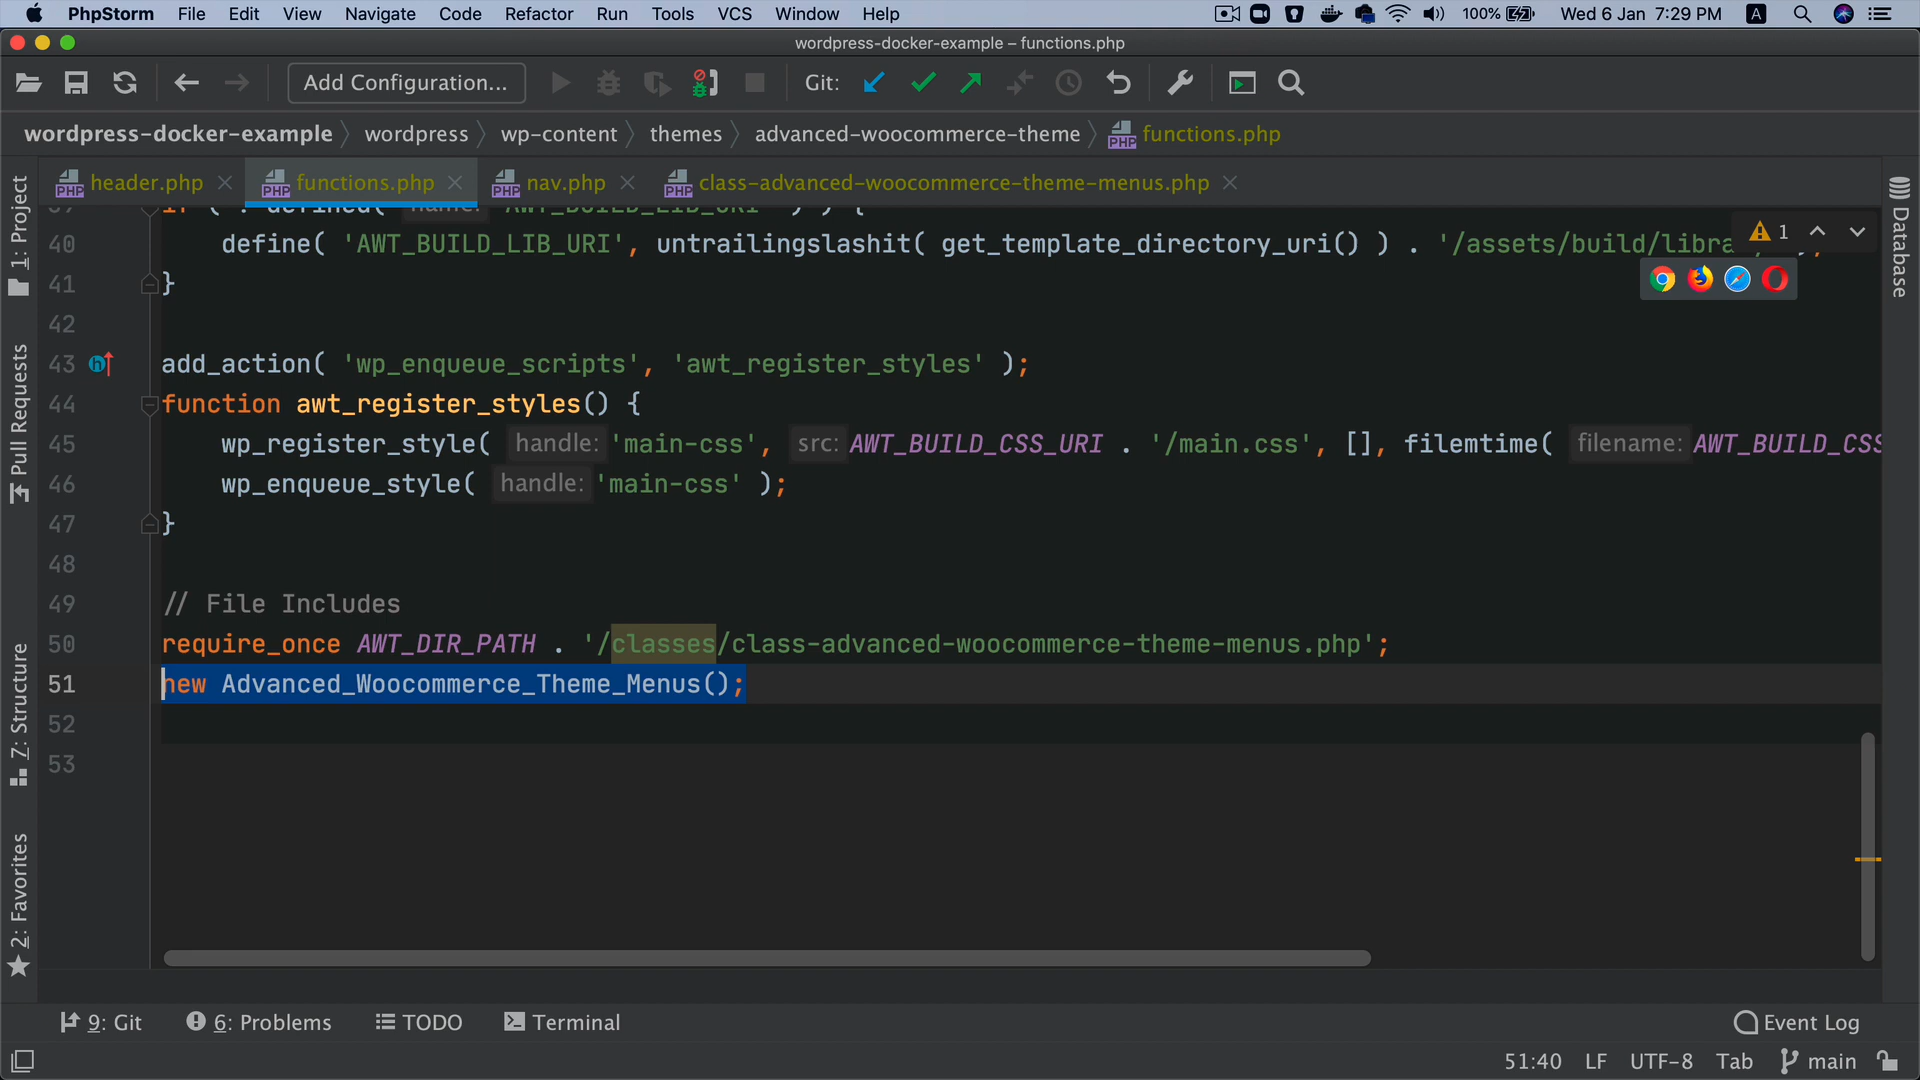 PhpStorm File Edit View Navigate Code Refactor Run Tools VCS Window Help 100% Wed 6 Jan 7:29 PM A
wordpress-docker-example – functions.php
Add Configuration... Git:
wordpress-docker-example wordpress wp-content themes advanced-woocommerce-theme functions.php
header.php functions.php nav.php class-advanced-woocommerce-theme-menus.php
39 if ( ! defined( name: 'AWT_BUILD_LIB_URI' ) ) {
40 define( 'AWT_BUILD_LIB_URI', untrailingslashit( get_template_directory_uri() ) . '/assets/build/libra
1
41 }
42
43 add_action( 'wp_enqueue_scripts', 'awt_register_styles' );
44 function awt_register_styles() {
45 wp_register_style( handle: 'main-css', src: AWT_BUILD_CSS_URI . '/main.css', [], filemtime( filename: AWT_BUILD_CSS
46 wp_enqueue_style( handle: 'main-css' );
47 }
48
49 // File Includes
50 require_once AWT_DIR_PATH . '/classes/class-advanced-woocommerce-theme-menus.php';
51 new Advanced_Woocommerce_Theme_Menus();
52
53
1: Project
Pull Requests
Z: Structure
2: Favorites
Database
9: Git 6: Problems TODO Terminal Event Log
51:40 LF UTF-8 Tab main